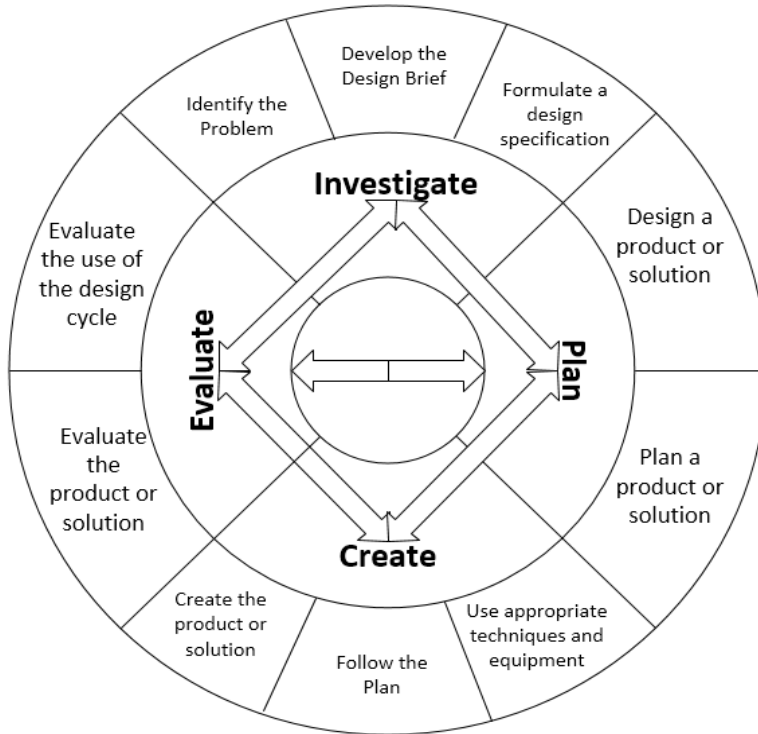 Develop the
Design Brief
Identify the
Problem
Formulate a
design
specification
Investigate
Evaluate
the use of
the design
cycle
Design a
product or
solution
Evaluate
Plan
Evaluate
the
product or
solution
Plan a
product or
solution
Create
Create the
product or
solution
Follow the
Plan
Use appropriate
techniques and
equipment